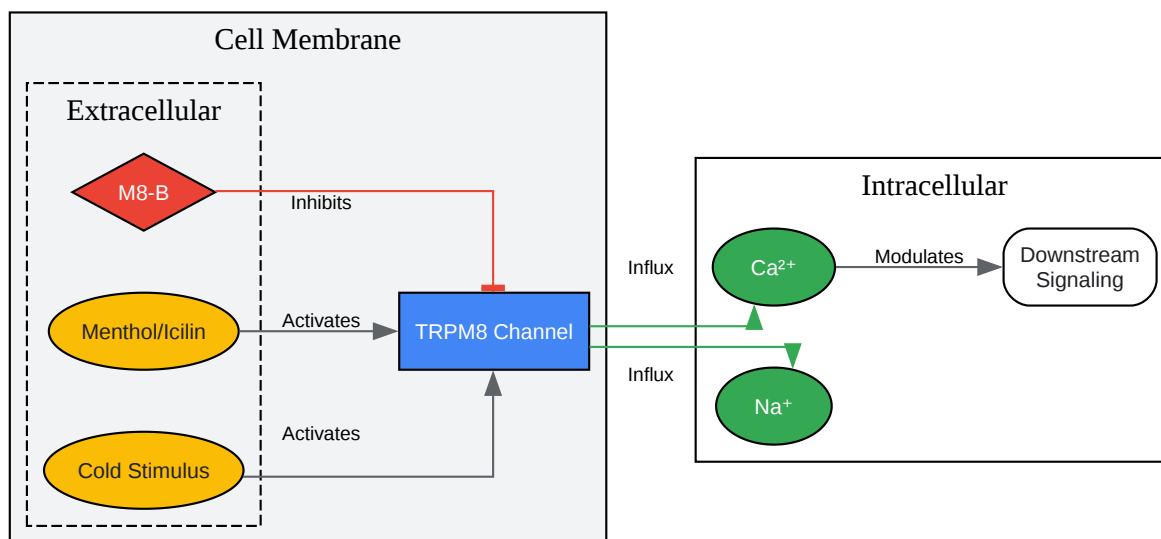 Cell Membrane
Extracellular
M8-B
Inhibits
Intracellular
Ca²⁺
Modulates
Downstream
Signaling
Influx
Menthol/Icilin
Activates
TRPM8 Channel
Influx
Na⁺
Activates
Cold Stimulus